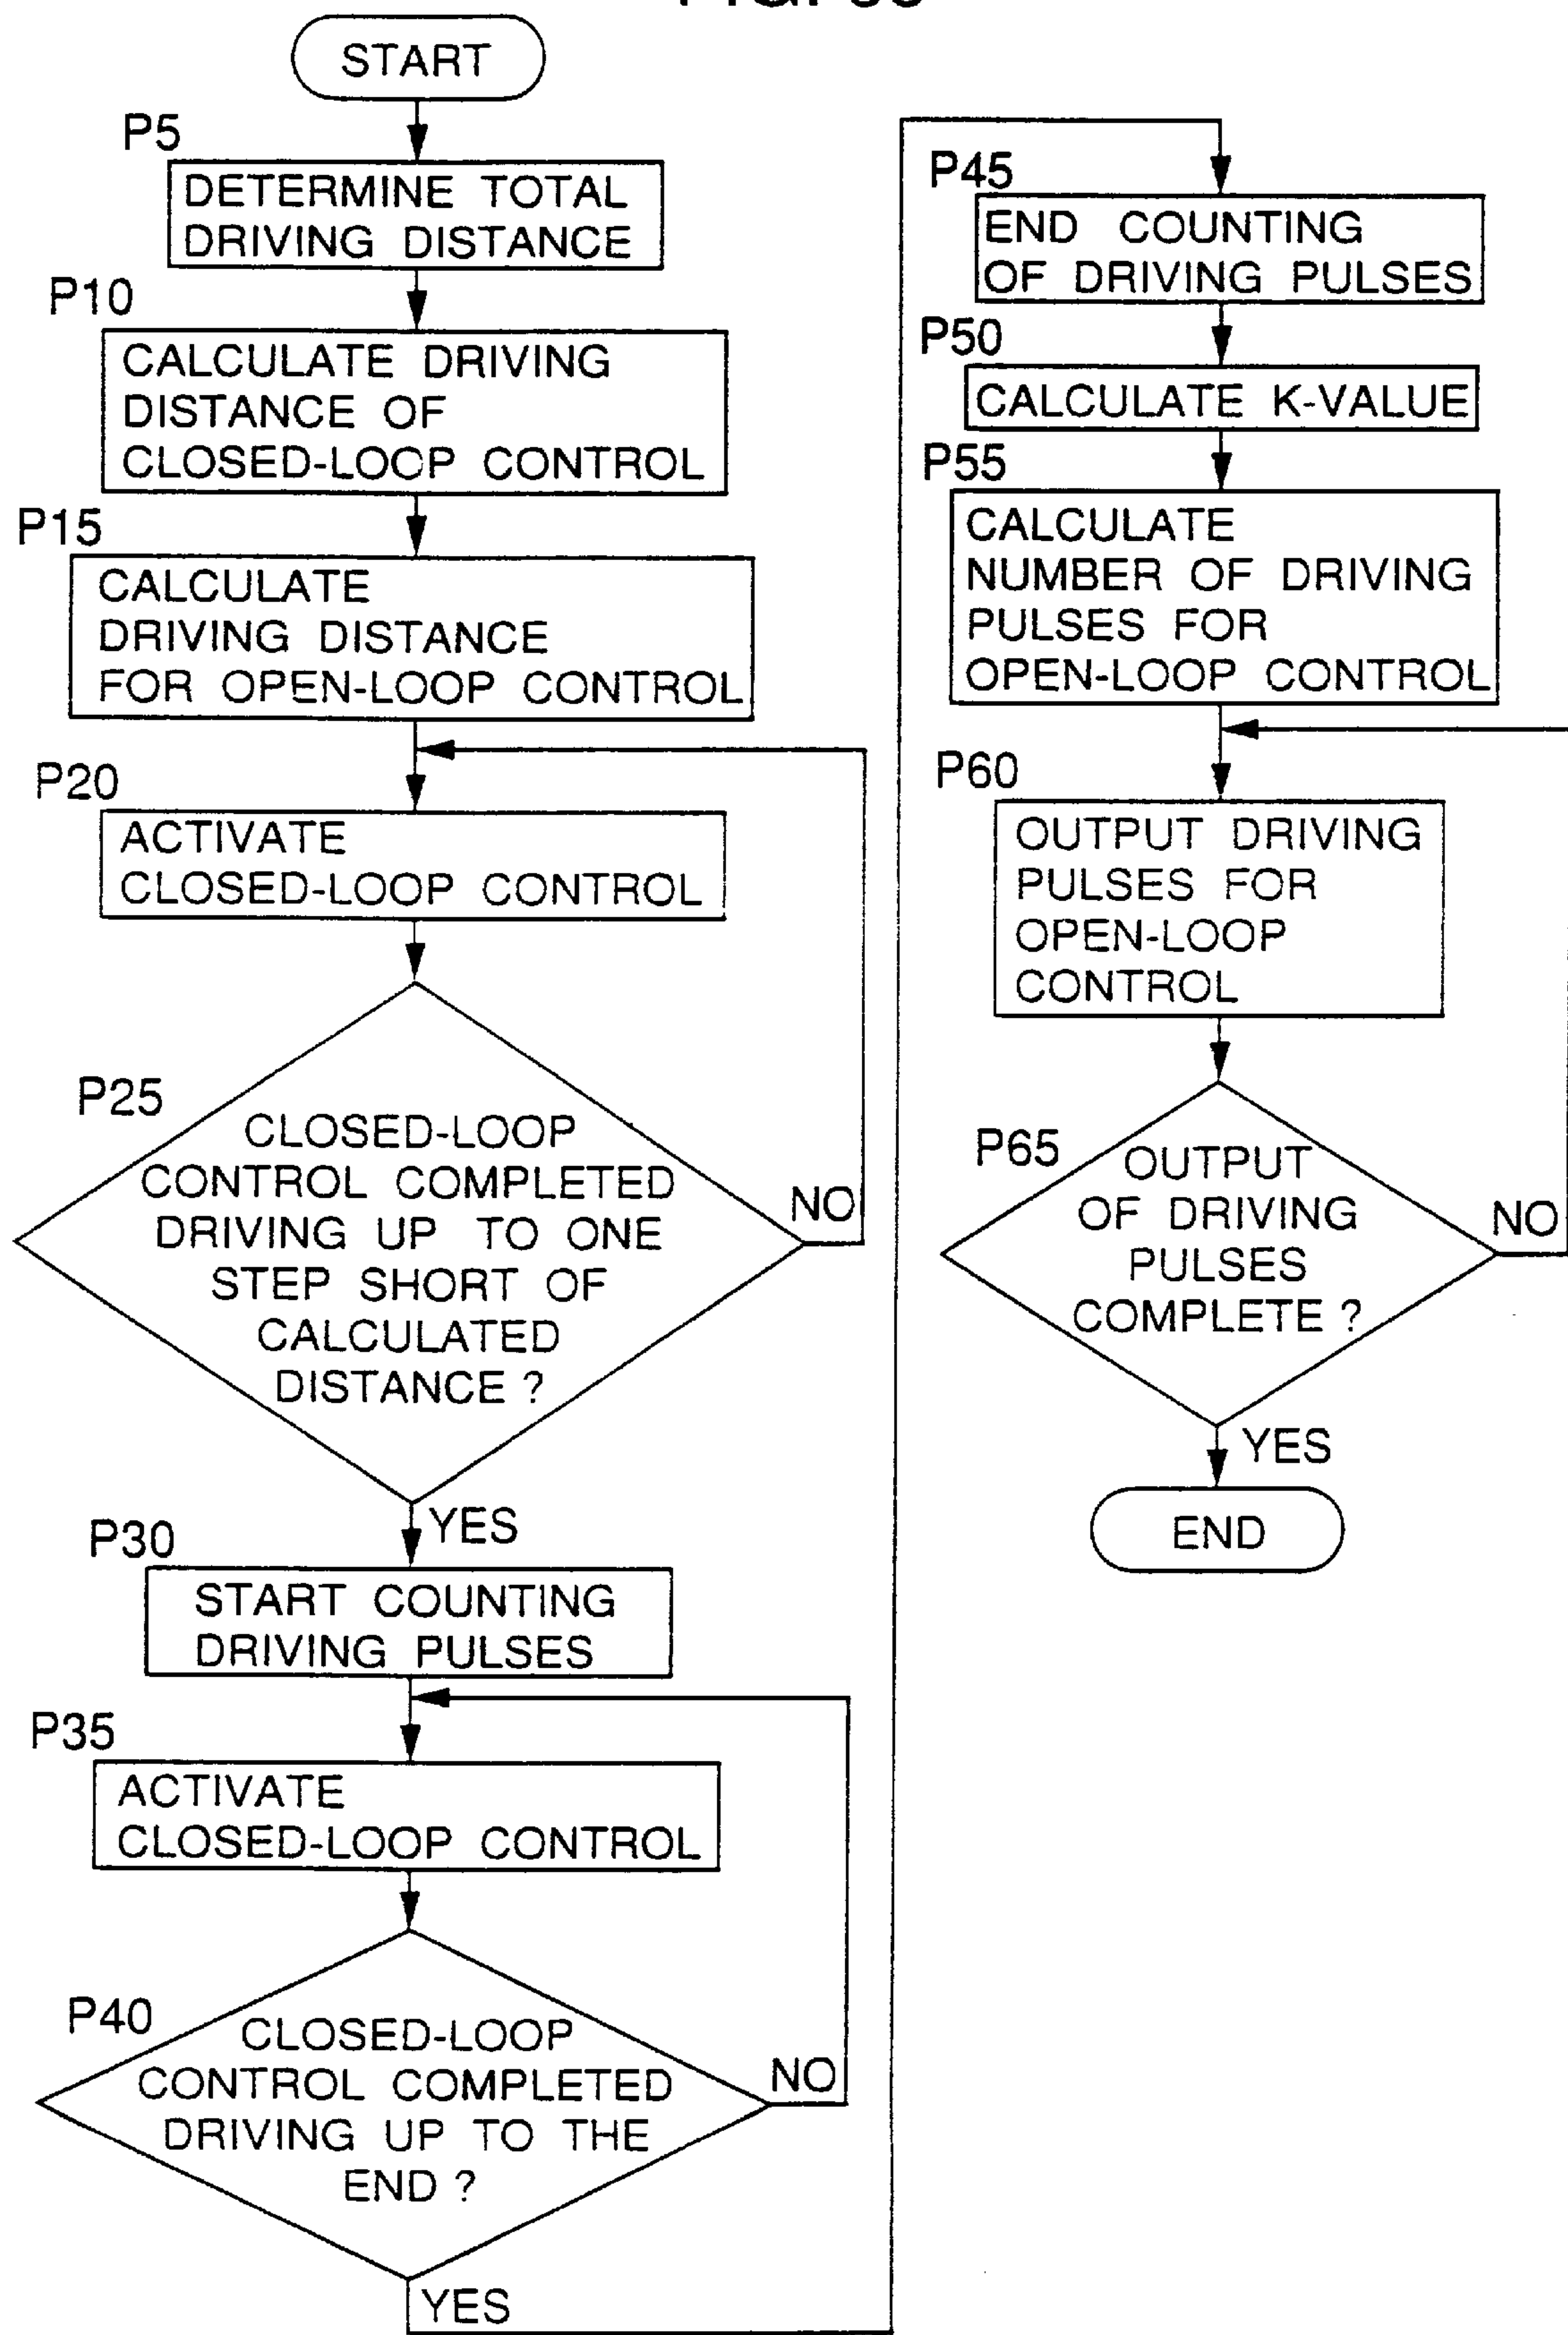 START
P5
DETERMINE TOTAL
DRIVING DISTANCE
P10
CALCULATE DRIVING
DISTANCE OF
CLOSED-LOOP CONTROL
P15
CALCULATE
DRIVING DISTANCE
FOR OPEN-LOOP CONTROL
P20
ACTIVATE
CLOSED-LOOP CONTROL
P25
CLOSED-LOOP
CONTROL COMPLETED
DRIVING UP TO ONE
STEP SHORT OF
CALCULATED
DISTANCE ?
NO
YES
P30
START COUNTING
DRIVING PULSES
P35
ACTIVATE
CLOSED-LOOP CONTROL
P40
CLOSED-LOOP
CONTROL COMPLETED
DRIVING UP TO THE
END ?
NO
YES
P45
END COUNTING
OF DRIVING PULSES
P50
CALCULATE K-VALUE
P55
CALCULATE
NUMBER OF DRIVING
PULSES FOR
OPEN-LOOP CONTROL
P60
OUTPUT DRIVING
PULSES FOR
OPEN-LOOP
CONTROL
P65
OUTPUT
OF DRIVING
PULSES
COMPLETE ?
NO
YES
END